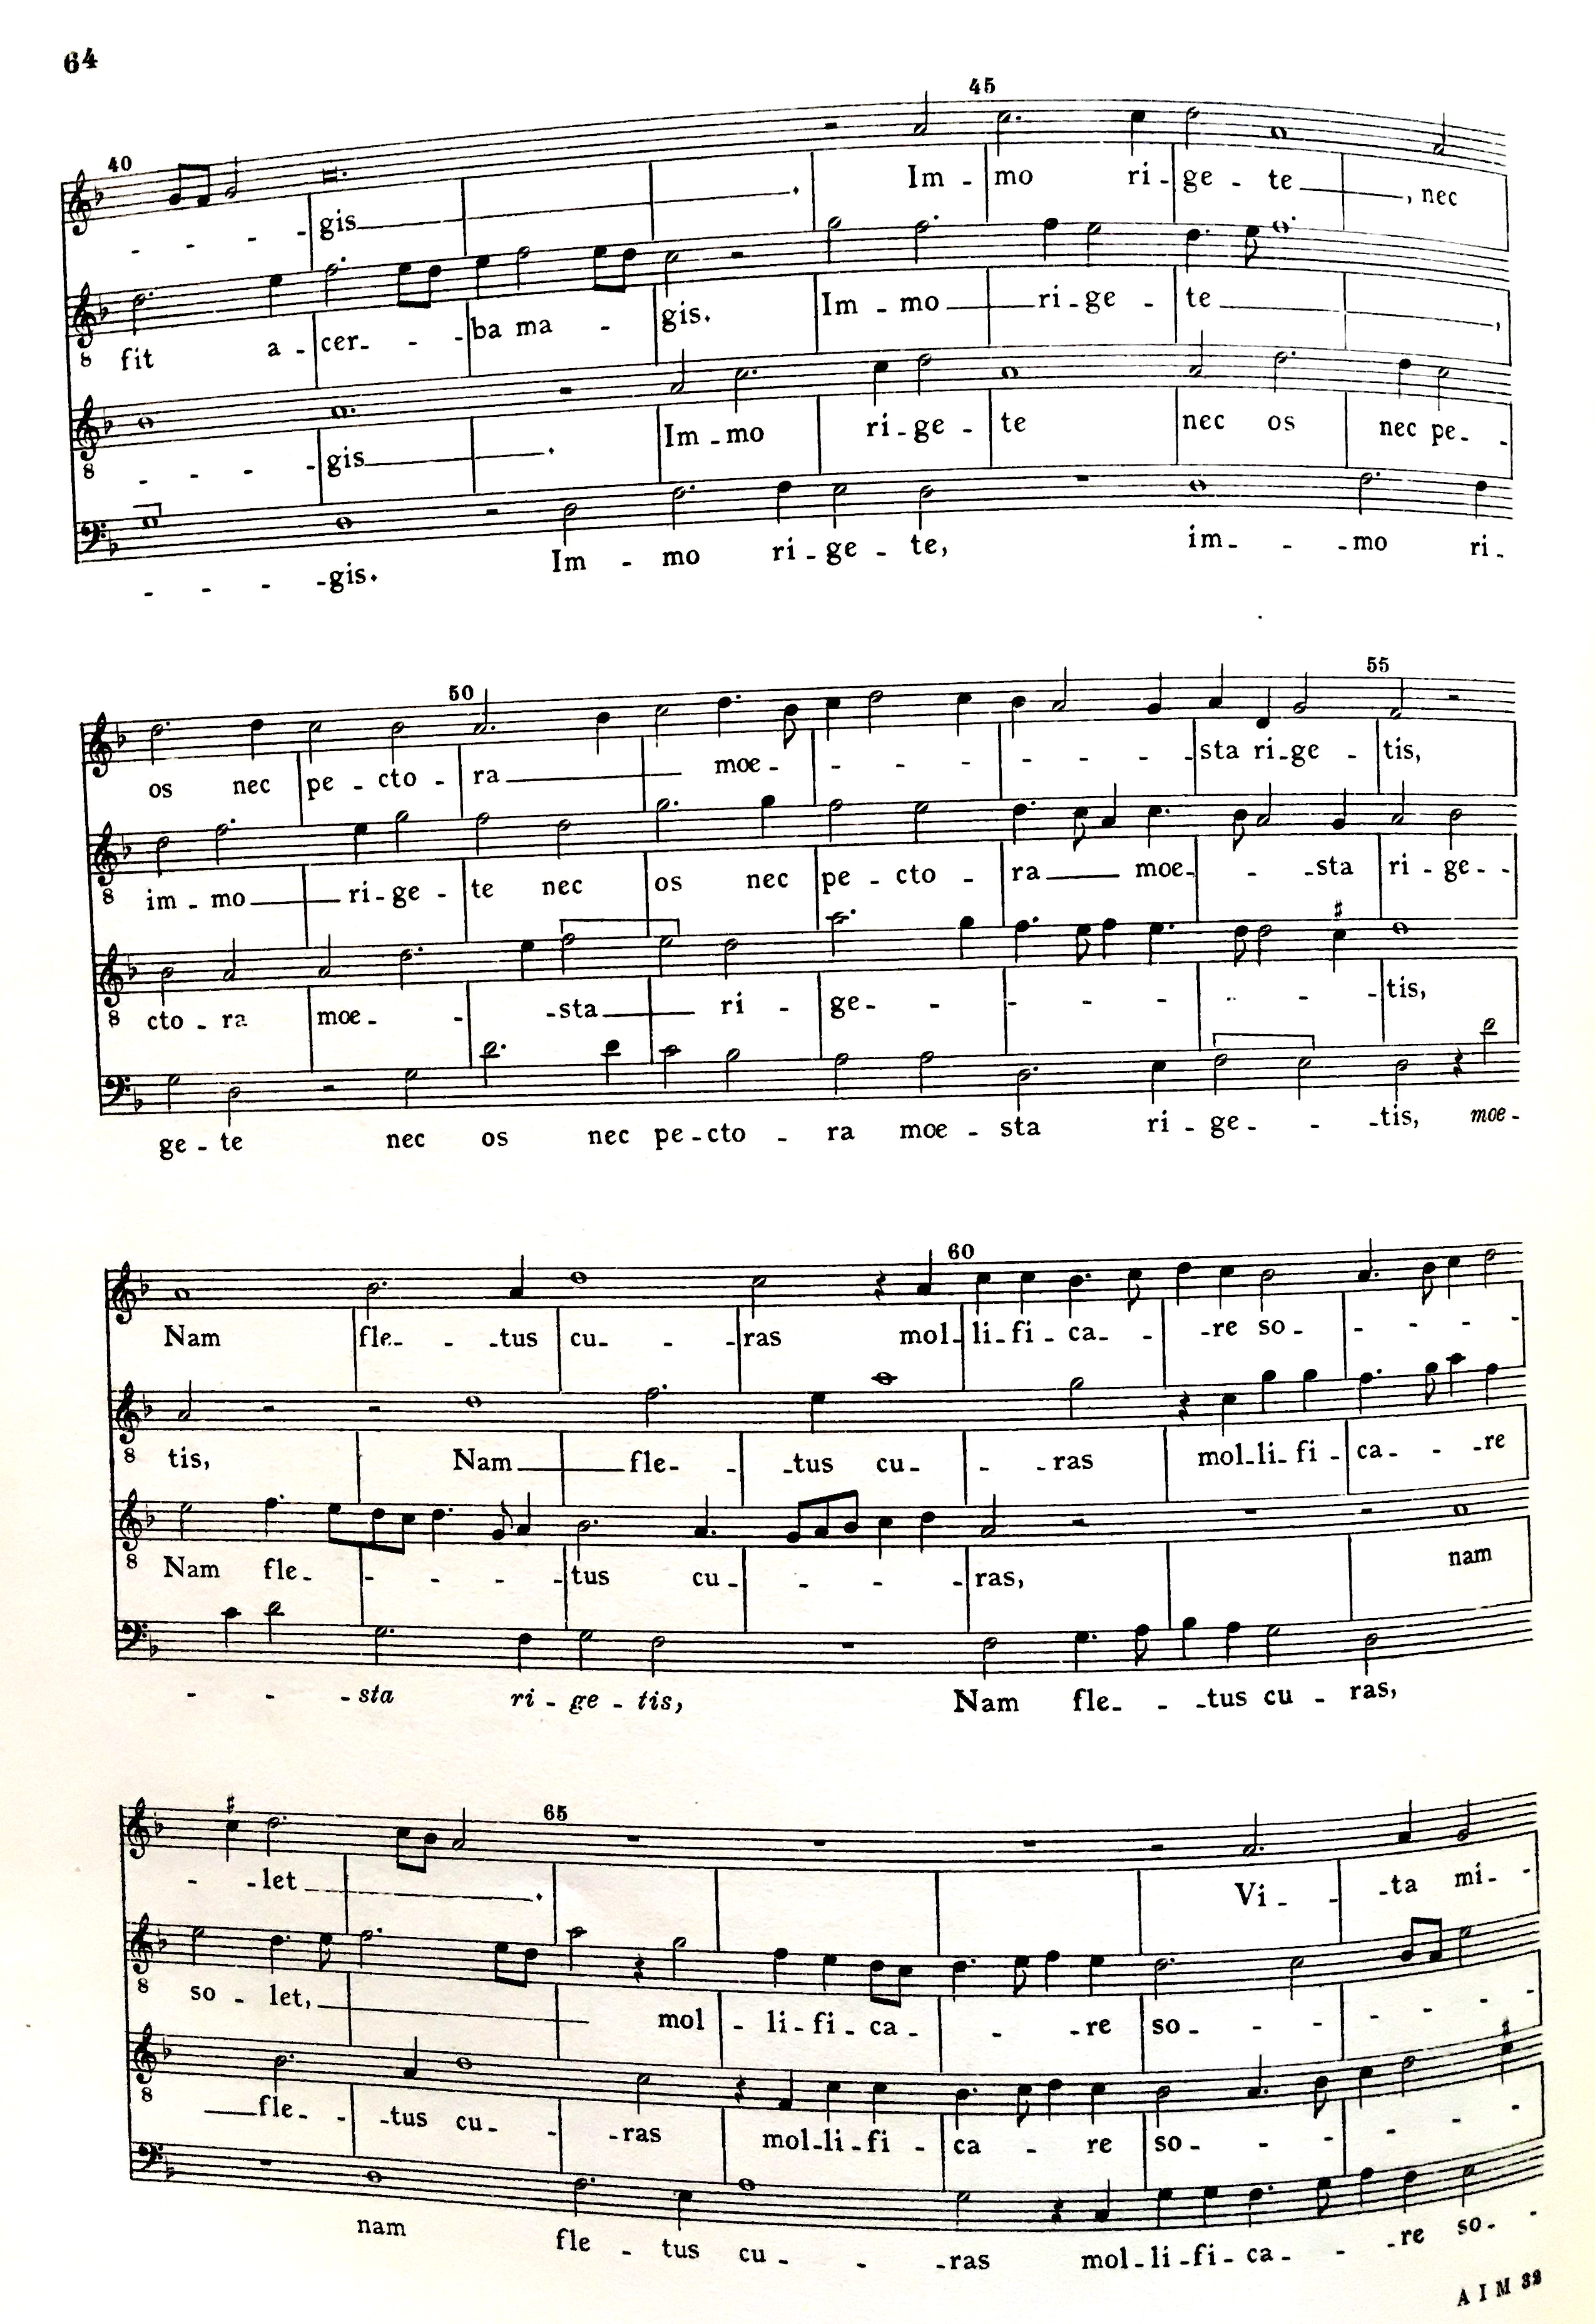 64
40 45
- - - - gis , Im - mo ri - ge - te , nec
8 fit a - cer - - - ba ma - gis. Im - mo ri - ge - te ,
8 - - - - gis . Im - mo ri - ge - te nec os nec pe - -
- - - - gis. Im - mo ri - ge - te, im - - - mo ri -
50 55
os nec pe - cto - ra moe - - - - - - - - sta ri - ge - tis,
8 im - mo ri - ge - te nec os nec pe - cto - ra moe - - - sta ri - ge - -
8 cto - ra moe - - - sta ri - ge - - - - - - - - tis,
ge - te nec os nec pe - cto - ra moe - sta ri - ge - - - tis, moe -
60
Nam fle - - - tus cu - - - ras mol - li - fi - ca - - - re so - - - - -
8 tis, Nam fle - - - tus cu - - - ras mol - li - fi - ca - - - re
8 Nam fle - - - - - - tus cu - - - - ras, nam
- - - sta ri - ge - tis, Nam fle - - - tus cu - ras,
65
- - let . Vi - - - ta mi - -
8 so - let, mol - li - fi - ca - - - re so - - - - - -
8 fle - - - tus cu - - - ras mol - li - fi - ca - re so - - - - - -
nam fle - tus cu - - - ras mol - li - fi - ca - - - re so - -
A I M 32